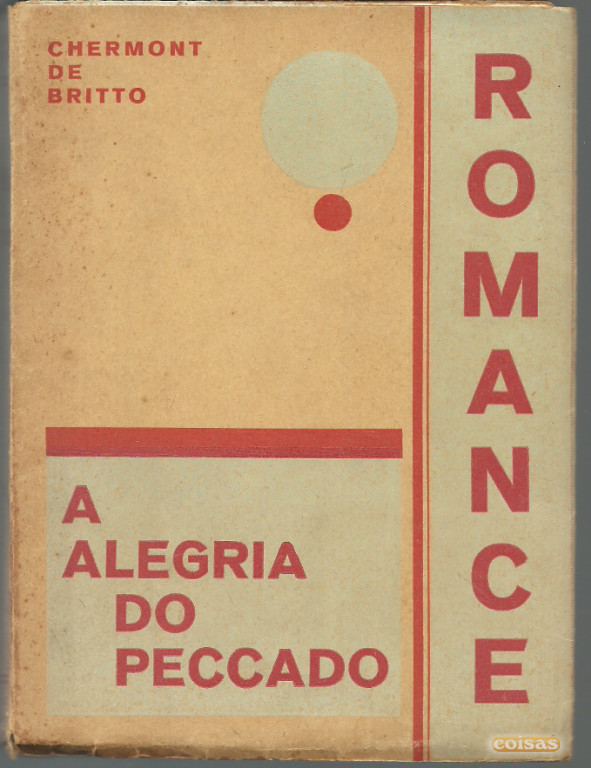 CHERMONT
DE
BRITTO
ROMANCE
A
ALEGRIA
DO
PECCADO
coisas